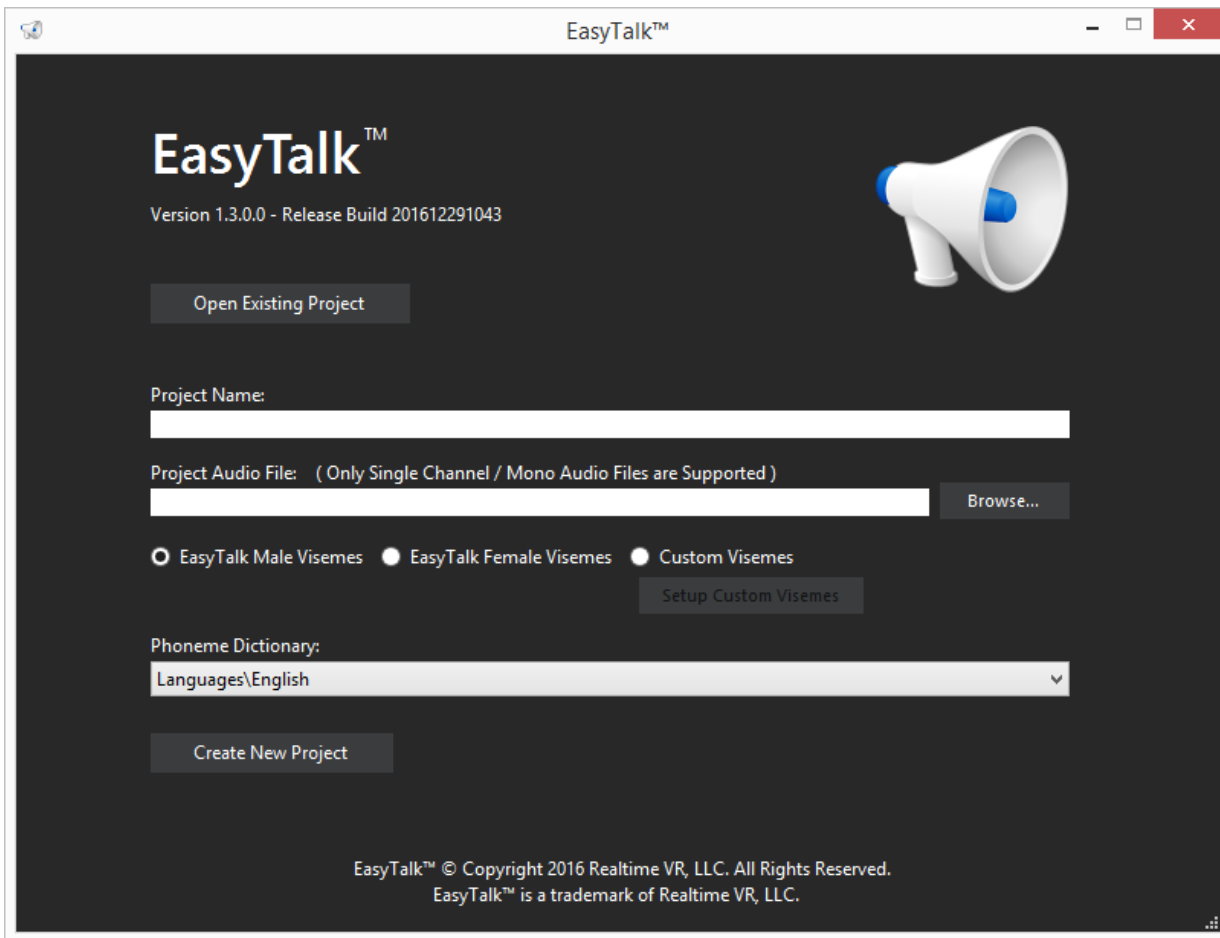 EasyTalk™
EasyTalk™
Version 1.3.0.0 - Release Build 201612291043
Open Existing Project
Project Name:
Project Audio File: ( Only Single Channel / Mono Audio Files are Supported )
Browse...
EasyTalk Male Visemes EasyTalk Female Visemes Custom Visemes
Setup Custom Visemes
Phoneme Dictionary:
Languages\English
Create New Project
EasyTalk™ © Copyright 2016 Realtime VR, LLC. All Rights Reserved.
EasyTalk™ is a trademark of Realtime VR, LLC.